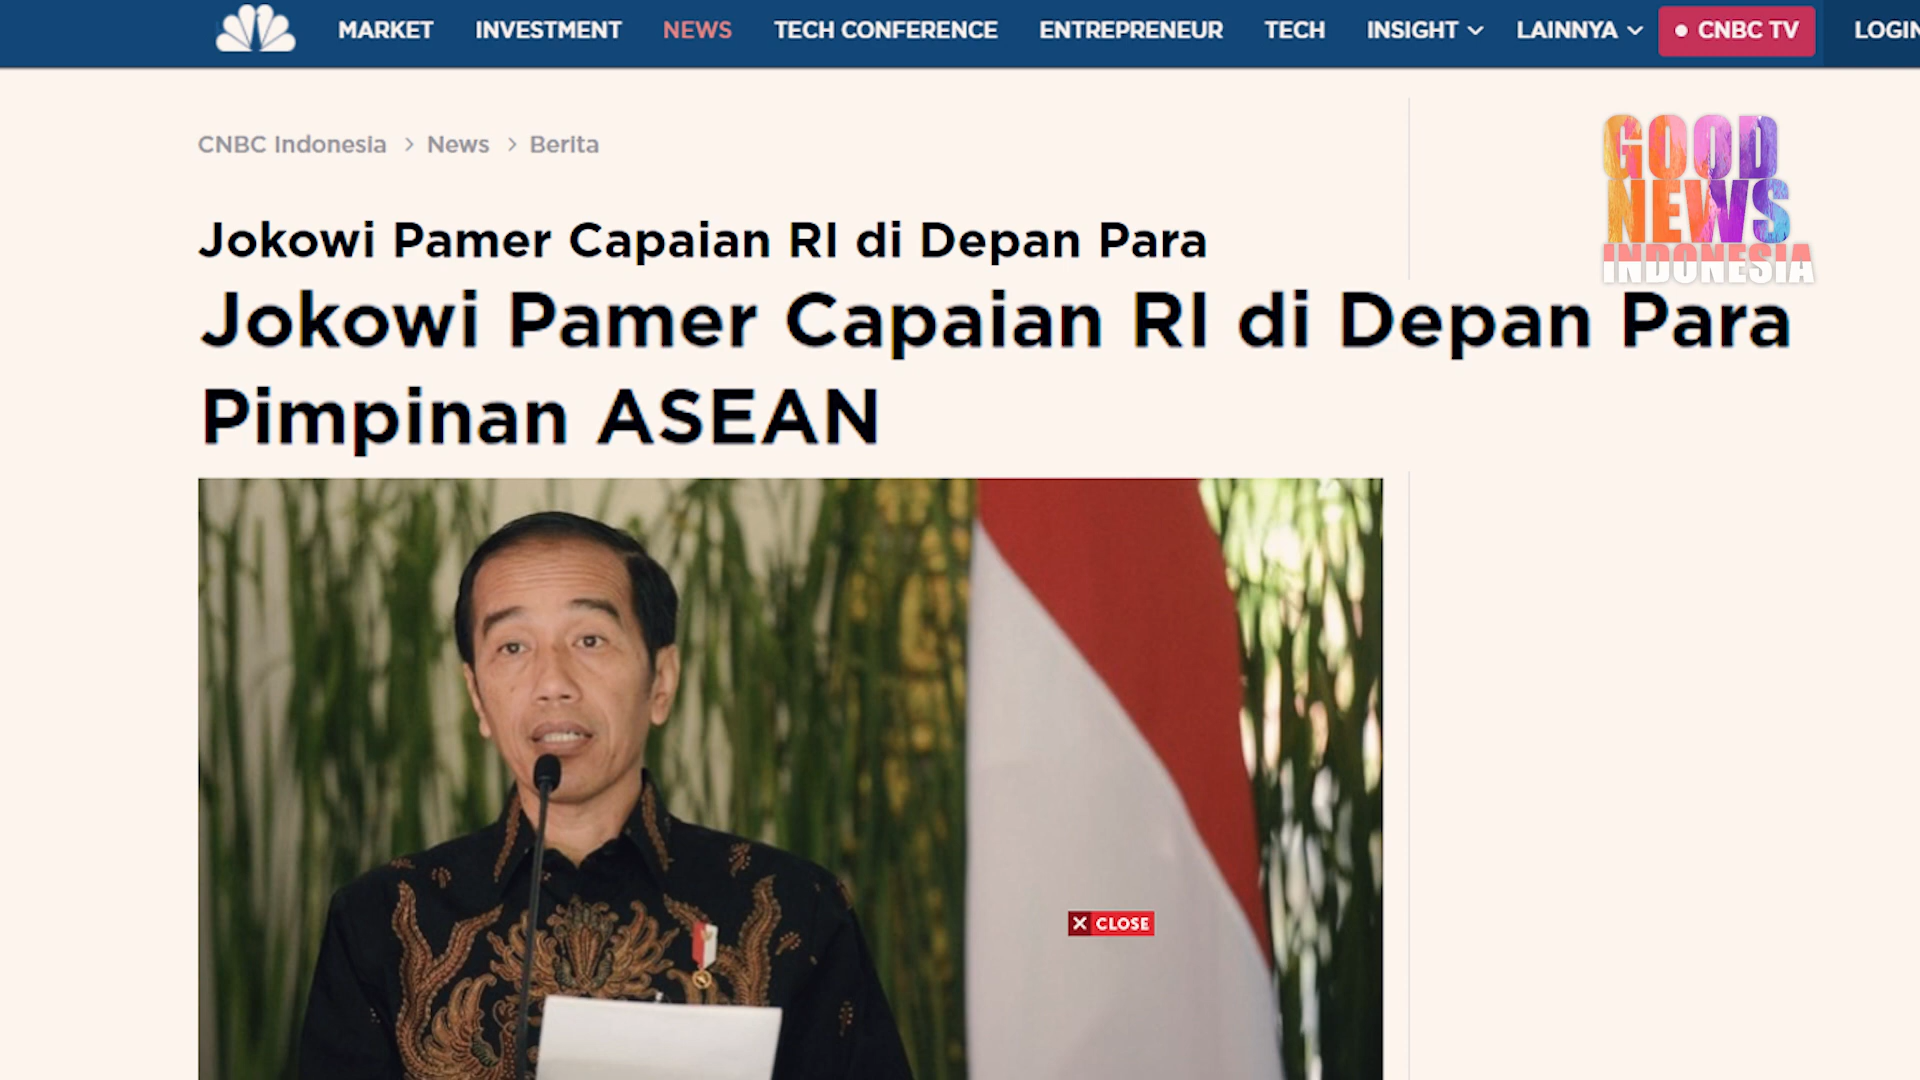 MARKET INVESTMENT NEWS TECH CONFERENCE ENTREPRENEUR TECH INSIGHT LAINNYA CNBC TV LOGIN
CNBC Indonesia > News > Berita
GOOD
NEWS
INDONESIA
Jokowi Pamer Capaian RI di Depan Para
Jokowi Pamer Capaian RI di Depan Para
Pimpinan ASEAN
X CLOSE